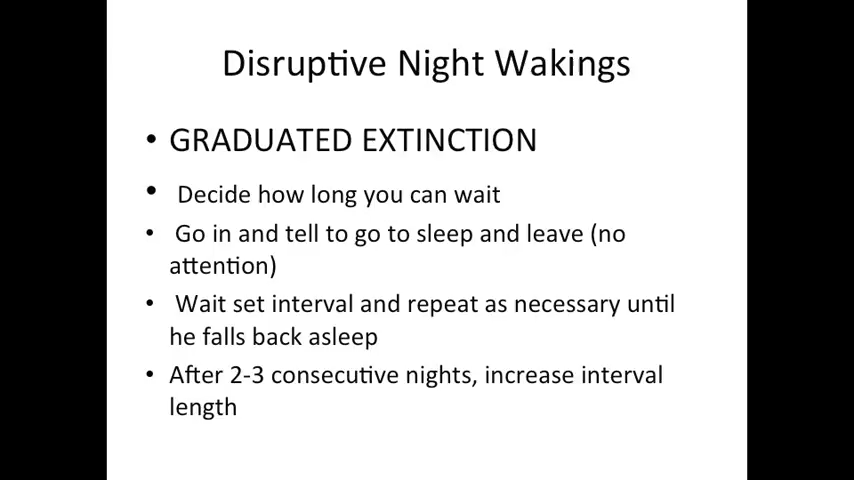 Disruptive Night Wakings
• GRADUATED EXTINCTION
• Decide how long you can wait
• Go in and tell to go to sleep and leave (no
attention)
• Wait set interval and repeat as necessary until
he falls back asleep
• After 2-3 consecutive nights, increase interval
length